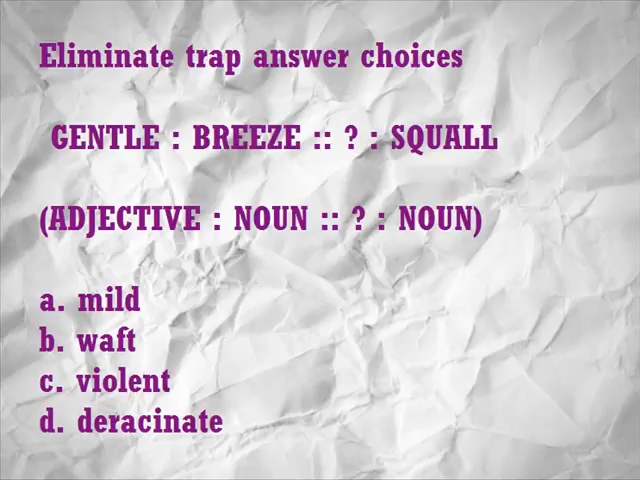 Eliminate trap answer choices
GENTLE : BREEZE :: ? : SQUALL
(ADJECTIVE : NOUN :: ? : NOUN)
a. mild
b. waft
c. violent
d. deracinate